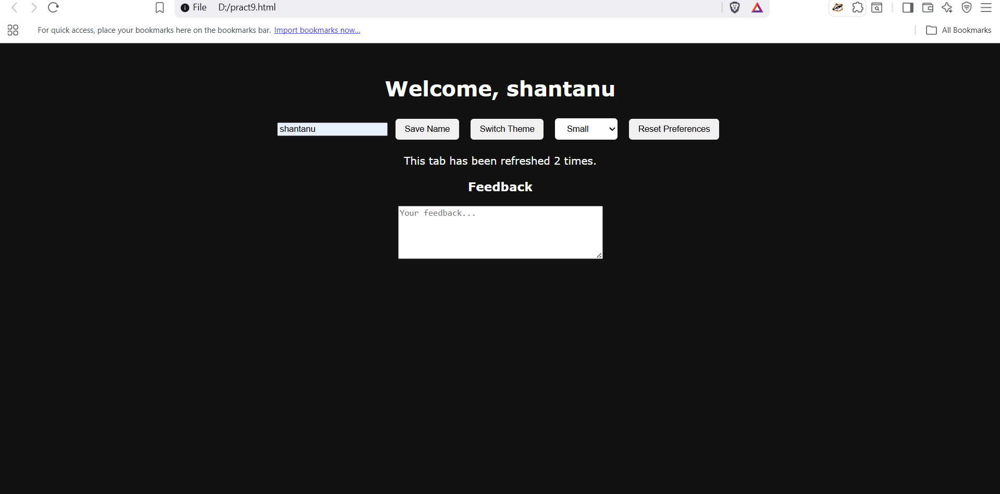 File D:/pract9.html
For quick access, place your bookmarks here on the bookmarks bar. Import bookmarks now...
All Bookmarks
Welcome, shantanu
shantanu Save Name Switch Theme Small Reset Preferences
This tab has been refreshed 2 times.
Feedback
Your feedback...